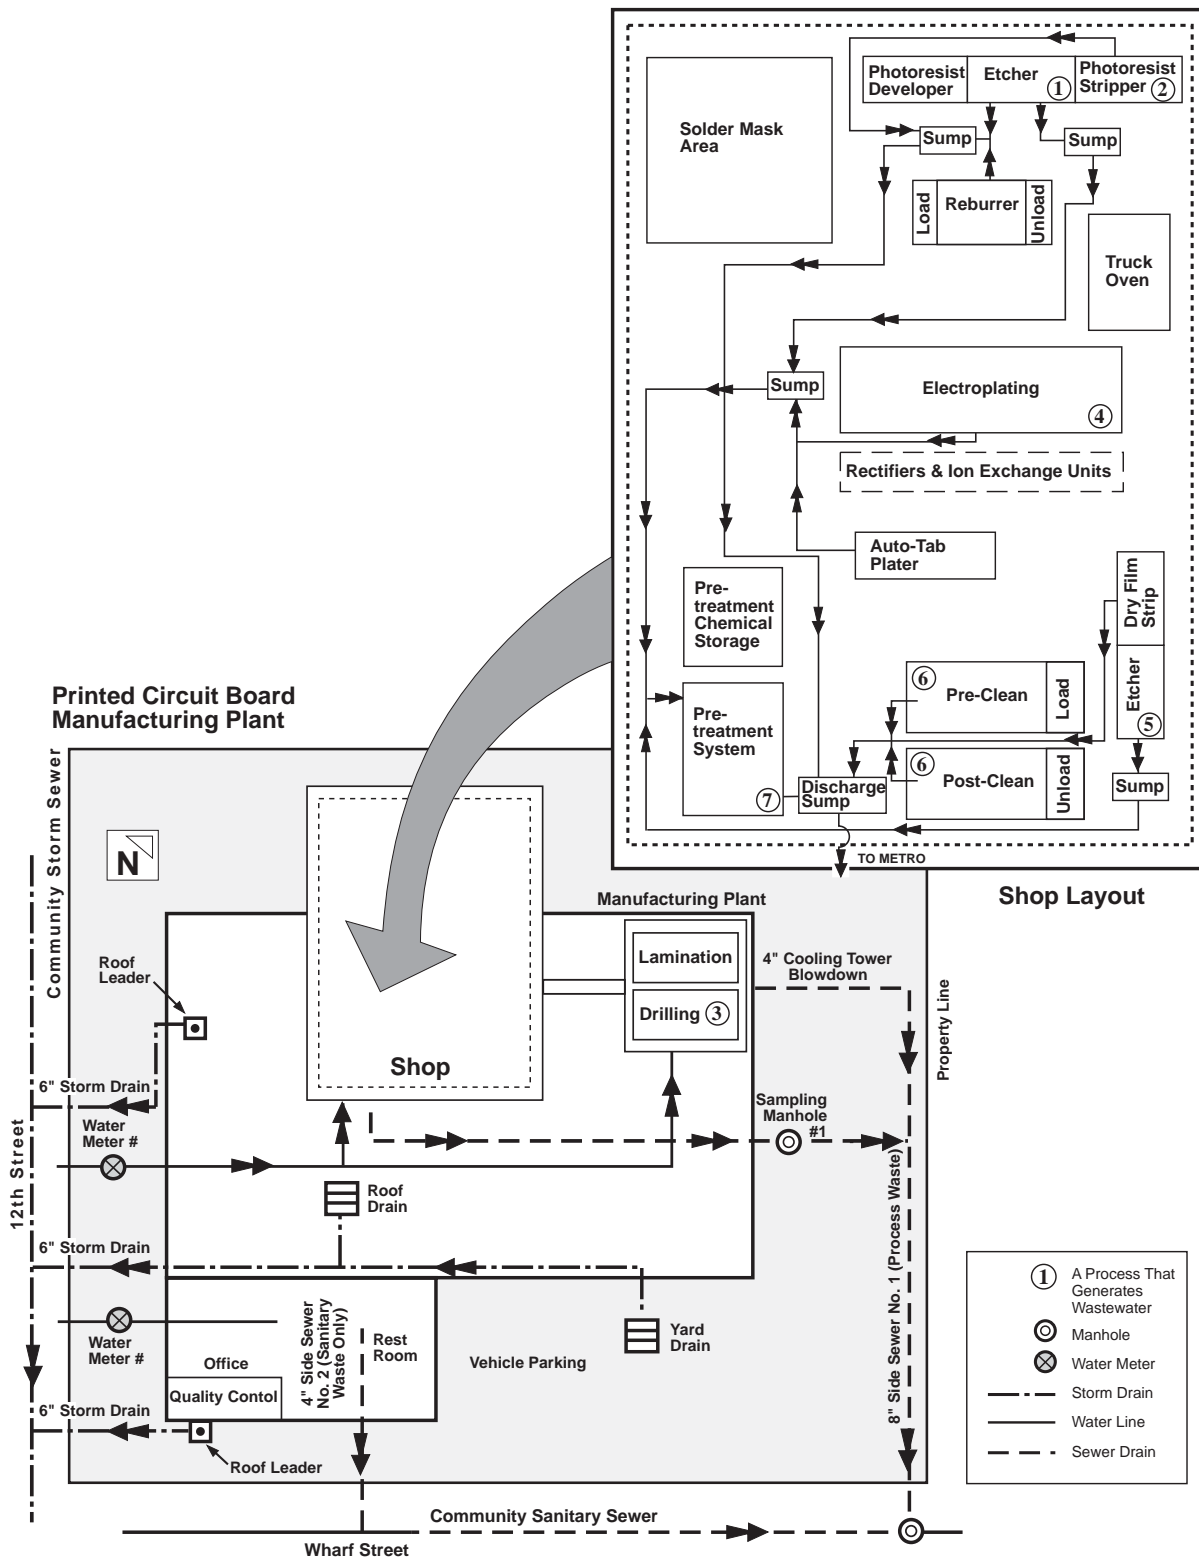 Photoresist
Developer
Etcher
1
Photoresist
Stripper 2
Solder Mask
Area
Sump
Sump
Load
Reburrer
Unload
Truck
Oven
Sump
Electroplating
4
Rectifiers & Ion Exchange Units
Auto-Tab
Plater
Pre-
treatment
Chemical
Storage
Dry Film
Strip
Etcher
5
6
Pre-Clean
Load
Pre-
treatment
System
7
Discharge
Sump
6
Post-Clean
Unload
Sump
TO METRO
Shop Layout
Printed Circuit Board
Manufacturing Plant
Community Storm Sewer
N
Manufacturing Plant
Lamination
Drilling 3
4" Cooling Tower
Blowdown
Property Line
Roof
Leader
Shop
6" Storm Drain
Water
Meter #
Sampling
Manhole
#1
12th Street
Roof
Drain
8" Side Sewer No. 1 (Process Waste)
6" Storm Drain
Water
Meter #
Office
Quality Contol
4" Side Sewer
No. 2 (Sanitary
Waste Only)
Rest
Room
Vehicle Parking
Yard
Drain
6" Storm Drain
Roof Leader
Community Sanitary Sewer
Wharf Street
1
A Process That
Generates
Wastewater
Manhole
Water Meter
Storm Drain
Water Line
Sewer Drain